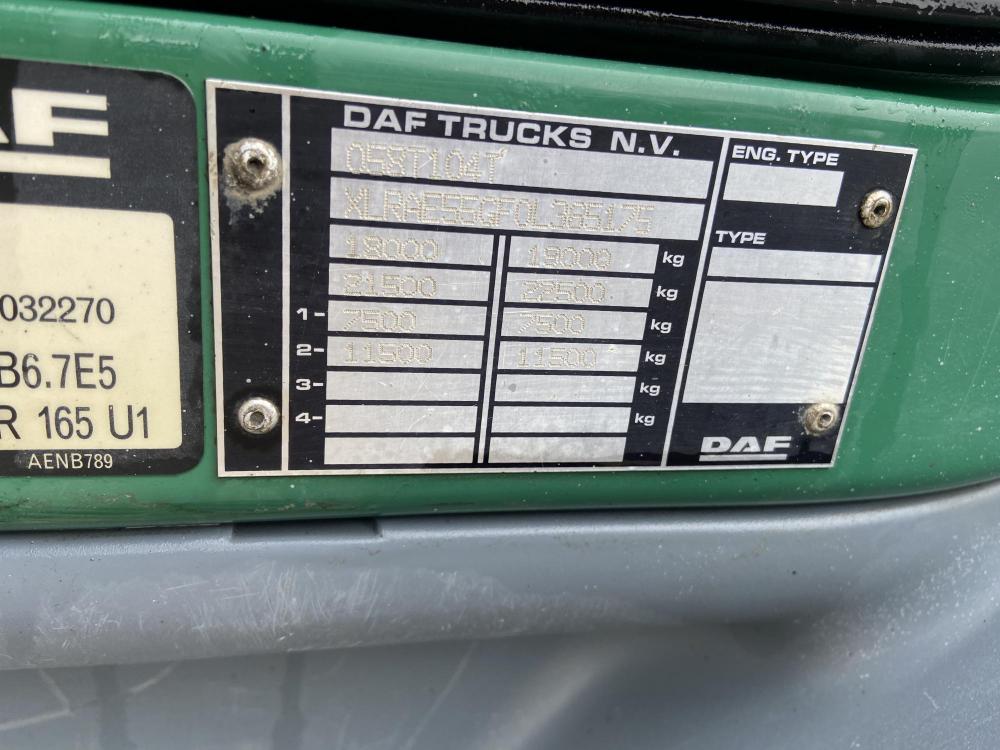 AF
032270
B6.7E5
R 165 U1
AENB789
DAF TRUCKS N.V.
058T104T
XLRAE55GF0L385175
18000 19000 kg
21500 22500 kg
1- 7500 7500 kg
2- 11500 11500 kg
3- kg
4- kg
ENG. TYPE
TYPE
DAF